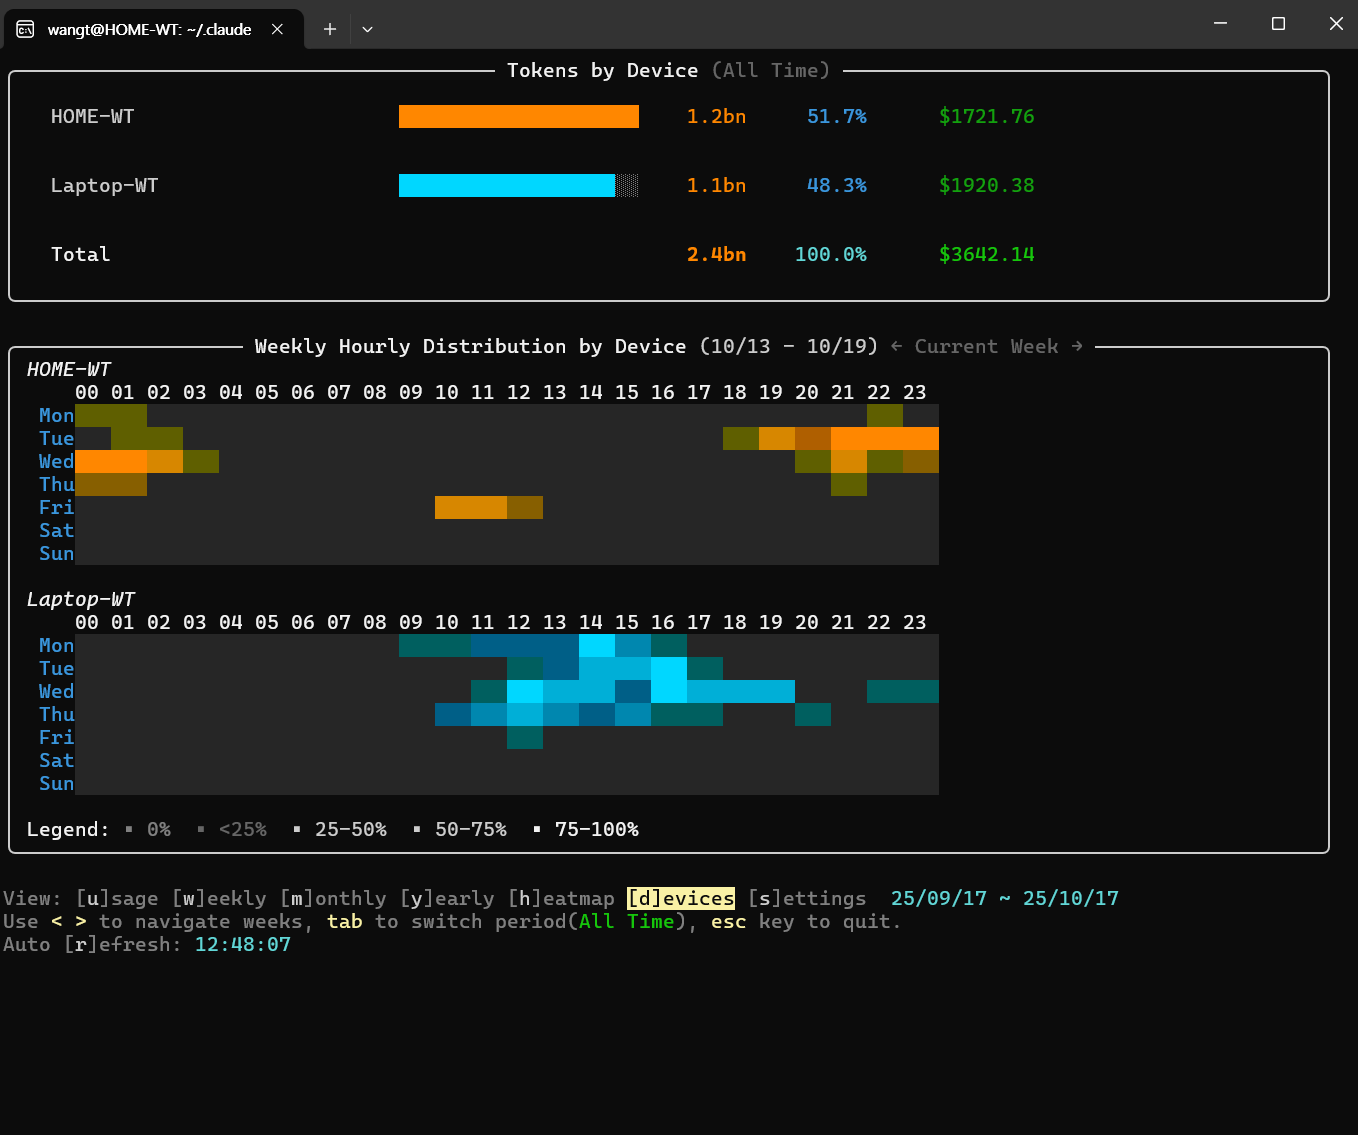 wangt@HOME-WT: ~/.claude
Tokens by Device (All Time)
HOME-WT 1.2bn 51.7% $1721.76
Laptop-WT 1.1bn 48.3% $1920.38
Total 2.4bn 100.0% $3642.14
Weekly Hourly Distribution by Device (10/13 - 10/19) ← Current Week →
HOME-WT
00 01 02 03 04 05 06 07 08 09 10 11 12 13 14 15 16 17 18 19 20 21 22 23
Mon
Tue
Wed
Thu
Fri
Sat
Sun
Laptop-WT
00 01 02 03 04 05 06 07 08 09 10 11 12 13 14 15 16 17 18 19 20 21 22 23
Mon
Tue
Wed
Thu
Fri
Sat
Sun
Legend: ▪ 0% ▪ <25% ▪ 25-50% ▪ 50-75% ▪ 75-100%
View: [u]sage [w]eekly [m]onthly [y]early [h]eatmap [d]evices [s]ettings 25/09/17 ~ 25/10/17
Use < > to navigate weeks, tab to switch period(All Time), esc key to quit.
Auto [r]efresh: 12:48:07